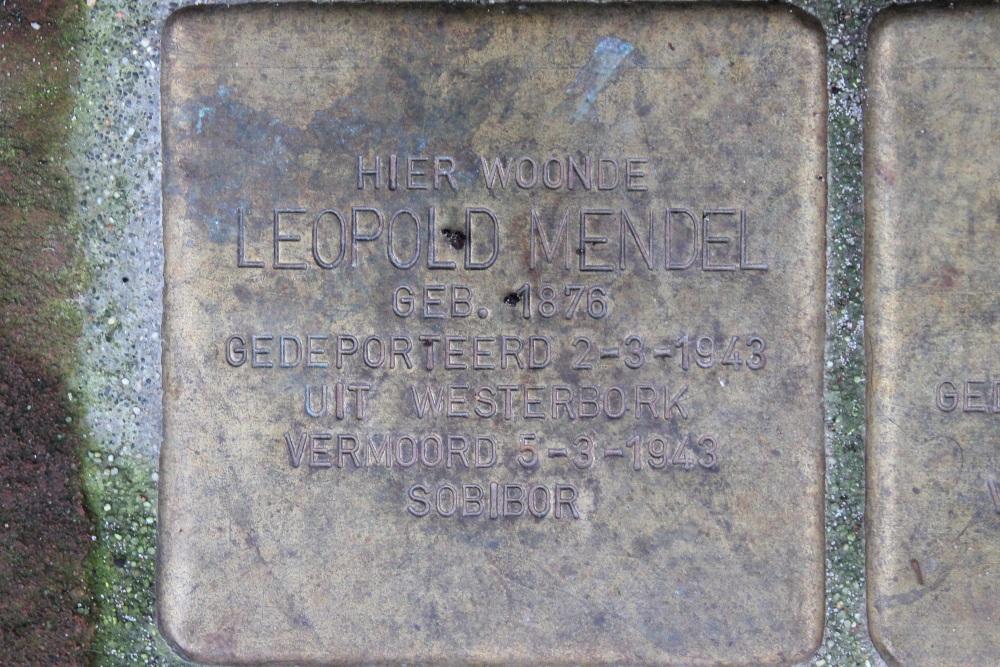 HIER WOONDE
LEOPOLD MENDEL
GEB. 1876
GEDEPORTEERD 2-3-1943
UIT WESTERBORK
VERMOORD 5-3-1943
SOBIBOR